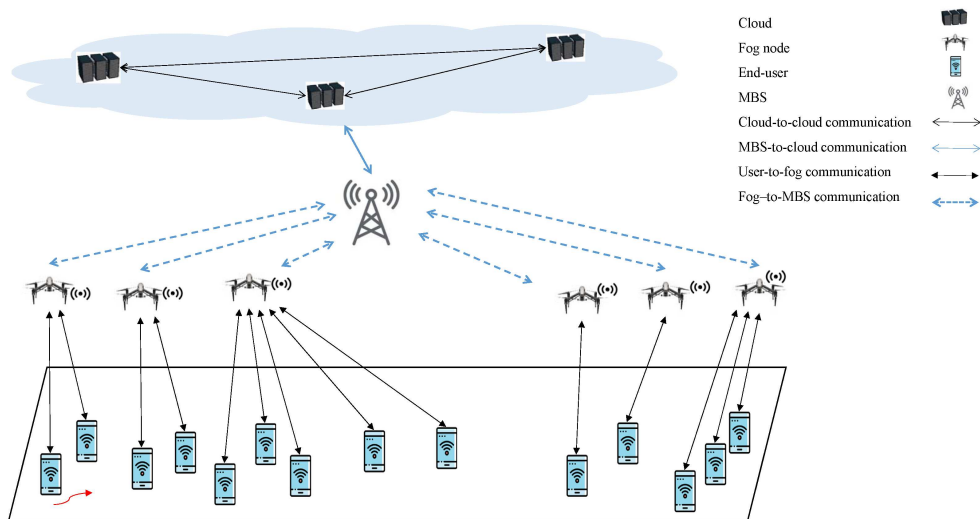 Cloud
Fog node
End-user
MBS
Cloud-to-cloud communication
MBS-to-cloud communication
User-to-fog communication
Fog–to-MBS communication